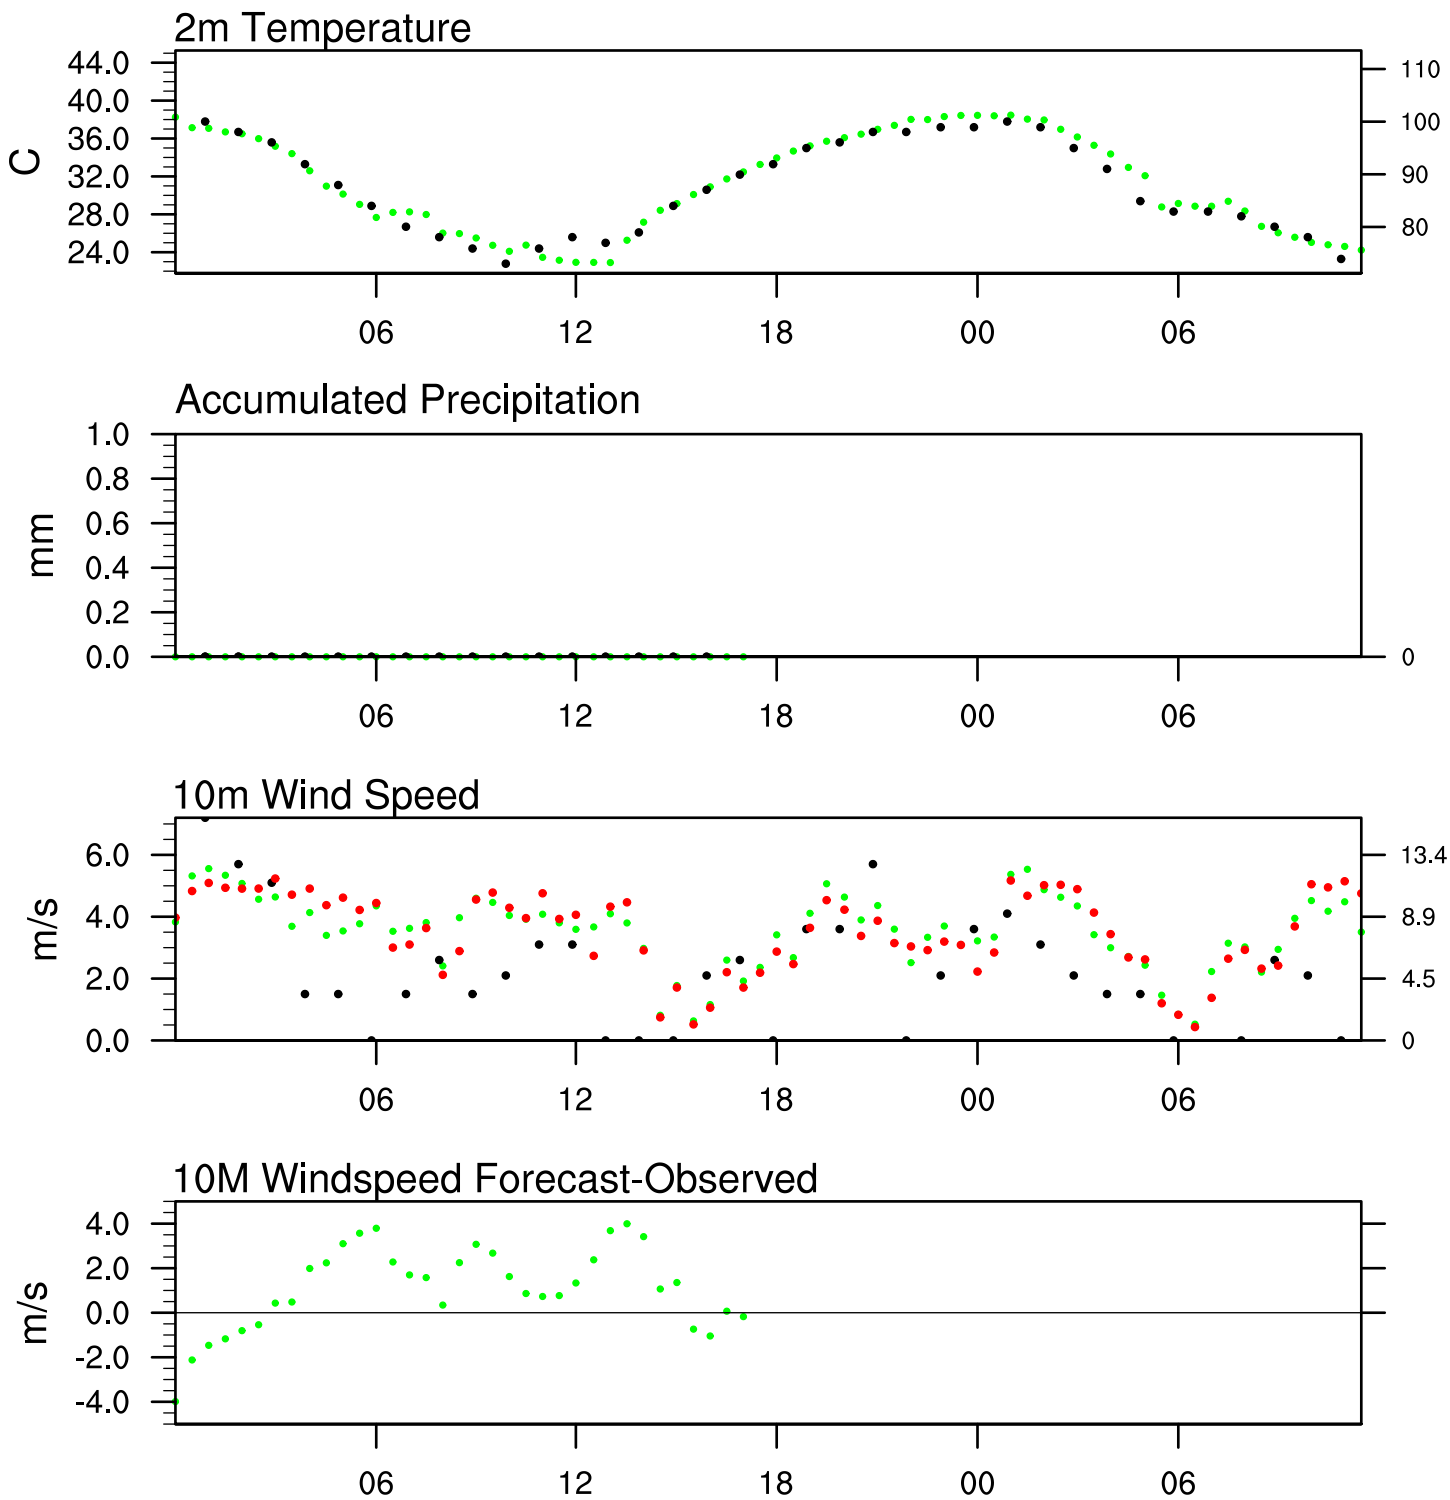 2m Temperature
44.0
40.0
36.0
32.0
28.0
24.0
C
110
100
90
80
06 12 18 00 06
Accumulated Precipitation
1.0
0.8
0.6
0.4
0.2
0.0
mm
0
06 12 18 00 06
10m Wind Speed
6.0
4.0
2.0
0.0
m/s
13.4
8.9
4.5
0
06 12 18 00 06
10M Windspeed Forecast-Observed
4.0
2.0
0.0
-2.0
-4.0
m/s
06 12 18 00 06